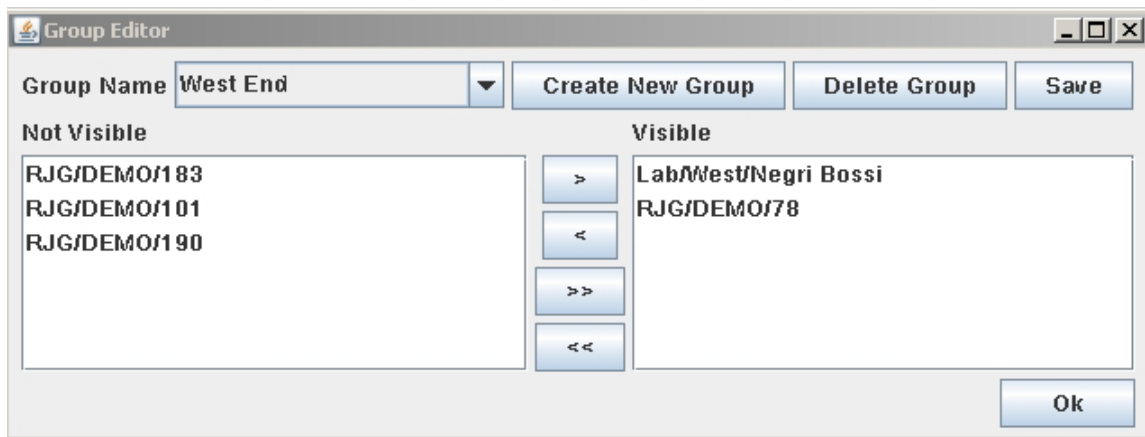 Group Editor
Group Name West End Create New Group Delete Group Save
Not Visible Visible
RJG/DEMO/183 > Lab/West/Negri Bossi
RJG/DEMO/101 RJG/DEMO/78
<
RJG/DEMO/190
>>
<<
Ok